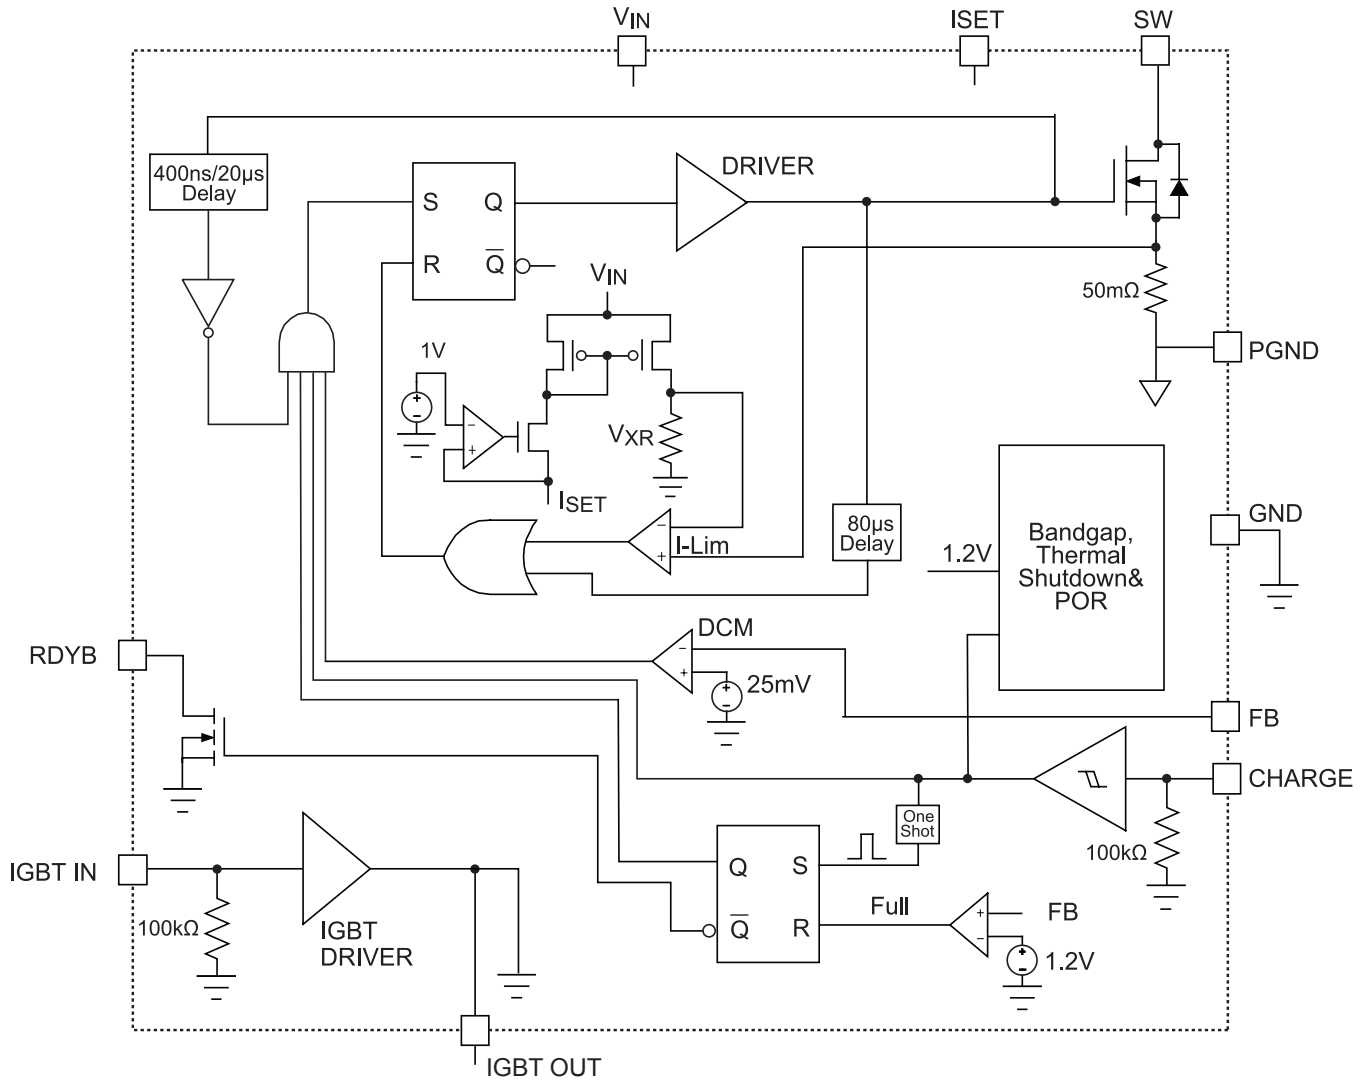 VIN
ISET
SW
400ns/20µs
Delay
S
Q
R
Q
DRIVER
VIN
1V
+
−
−
+
VXR
ISET
50mΩ
PGND
−
+
I-Lim
80µs
Delay
1.2V
Bandgap,
Thermal
Shutdown&
POR
GND
RDYB
DCM
−
+
+
−
25mV
FB
CHARGE
100kΩ
One
Shot
Q
S
Q
R
Full
+
−
FB
+
−
1.2V
IGBT IN
100kΩ
IGBT
DRIVER
IGBT OUT